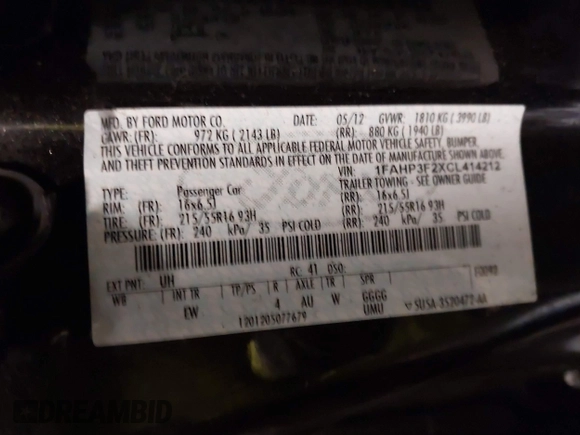 MFD. BY FORD MOTOR CO. DATE: 05/12 GVWR: 1810 KG ( 3990 LB)
GAWR: (FR) 972 KG ( 2143 LB) (RR) 880 KG ( 1940 LB)
THIS VEHICLE CONFORMS TO ALL APPLICABLE FEDERAL MOTOR VEHICLE SAFETY, BUMPER,
AND THEFT PREVENTION STANDARDS IN EFFECT ON THE DATE OF MANUFACTURE SHOWN ABOVE
VIN: 1FAHP3F2XCL414212
TYPE: Passenger Car TRAILER TOWING - SEE OWNER GUIDE
RIM: (FR) 16x6.5J (RR) 16x6.5J
TIRE: (FR) 215/55R16 93H (RR) 215/55R16 93H
PRESSURE: (FR) 240 kPa/ 35 PSI COLD (RR) 240 kPa/ 35 PSI COLD
EXT PNT: UH RC: 41 DSO:
WB INT TR TP/PS R AXLE TR SPR
EW 4 AU W GGGG
UMU
1201205077679
DREAMBID